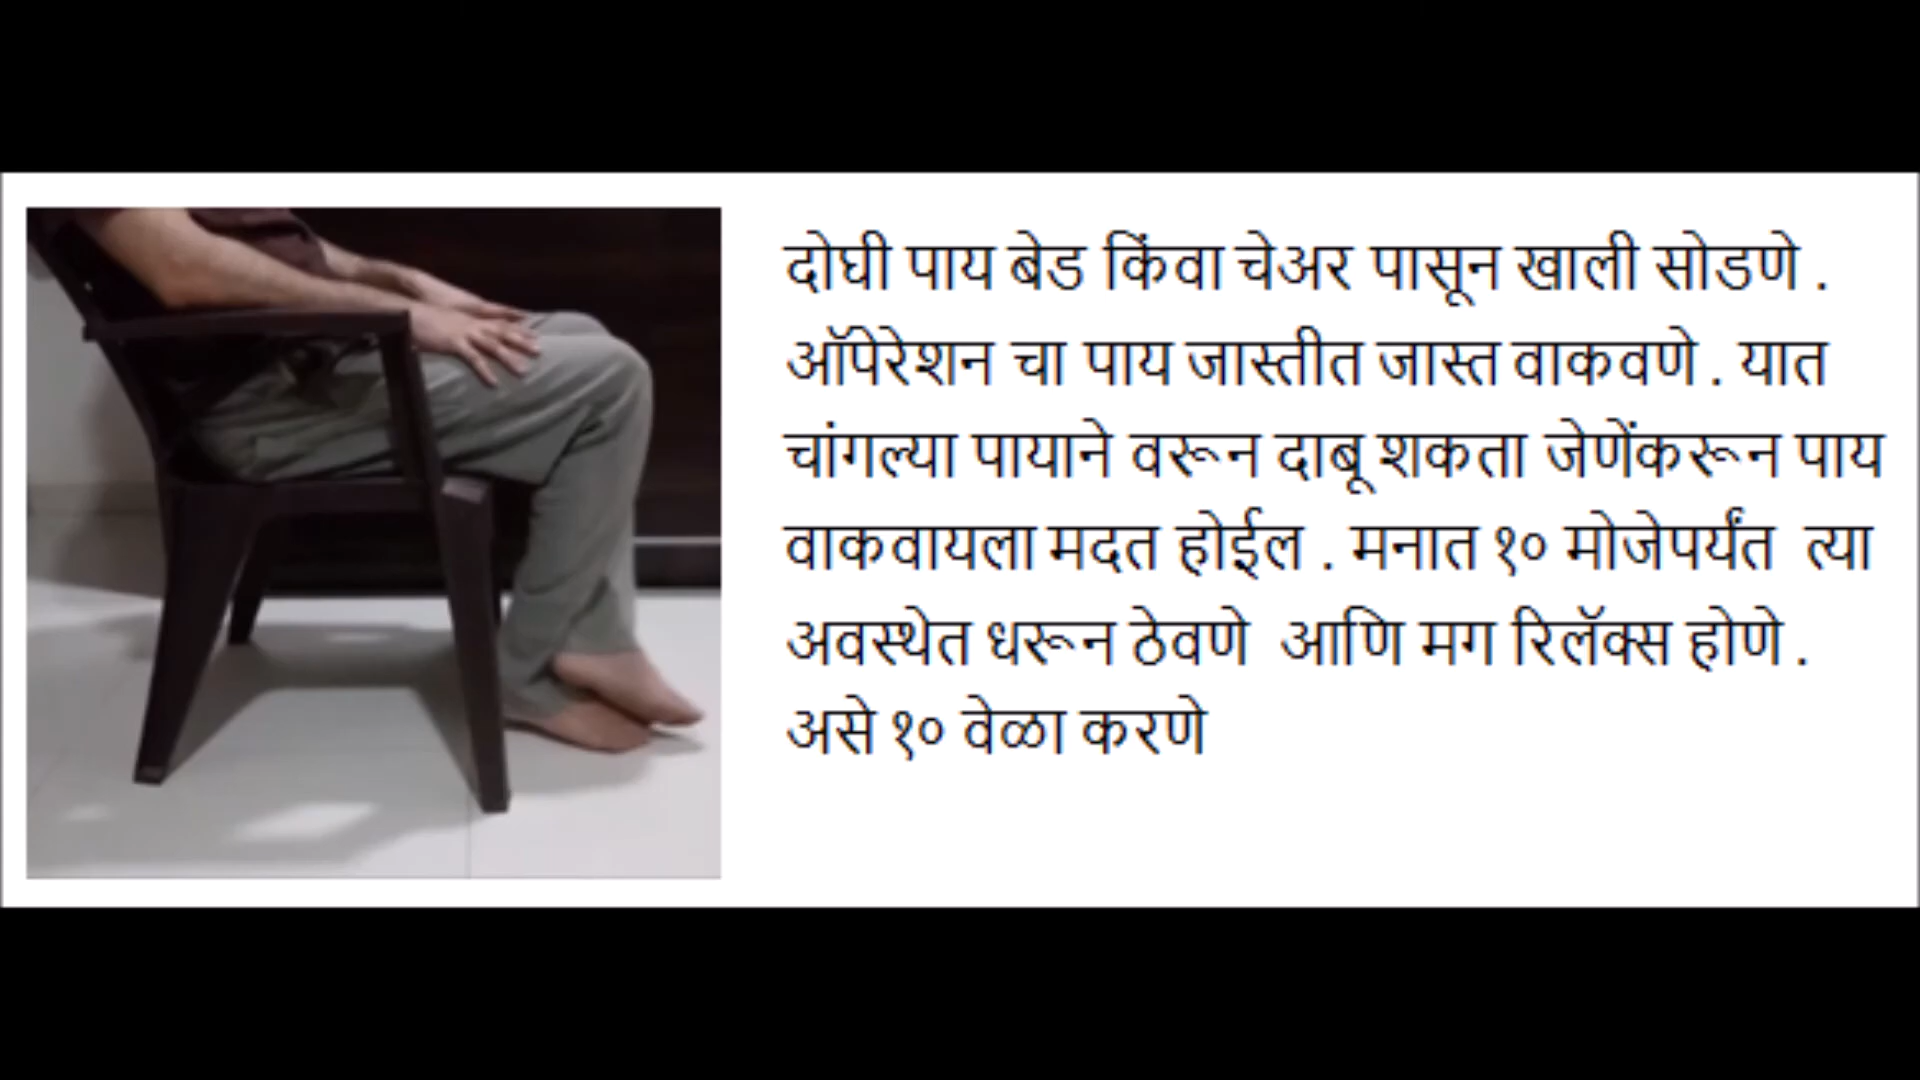 दोघी पाय बेड किंवा चेअर पासून खाली सोडणे .
ऑपेरेशन चा पाय जास्तीत जास्त वाकवणे . यात
चांगल्या पायाने वरून दाबू शकता जेणेंकरून पाय
वाकवायला मदत होईल . मनात १० मोजेपर्यंत त्या
अवस्थेत धरून ठेवणे आणि मग रिलॅक्स होणे .
असे १० वेळा करणे